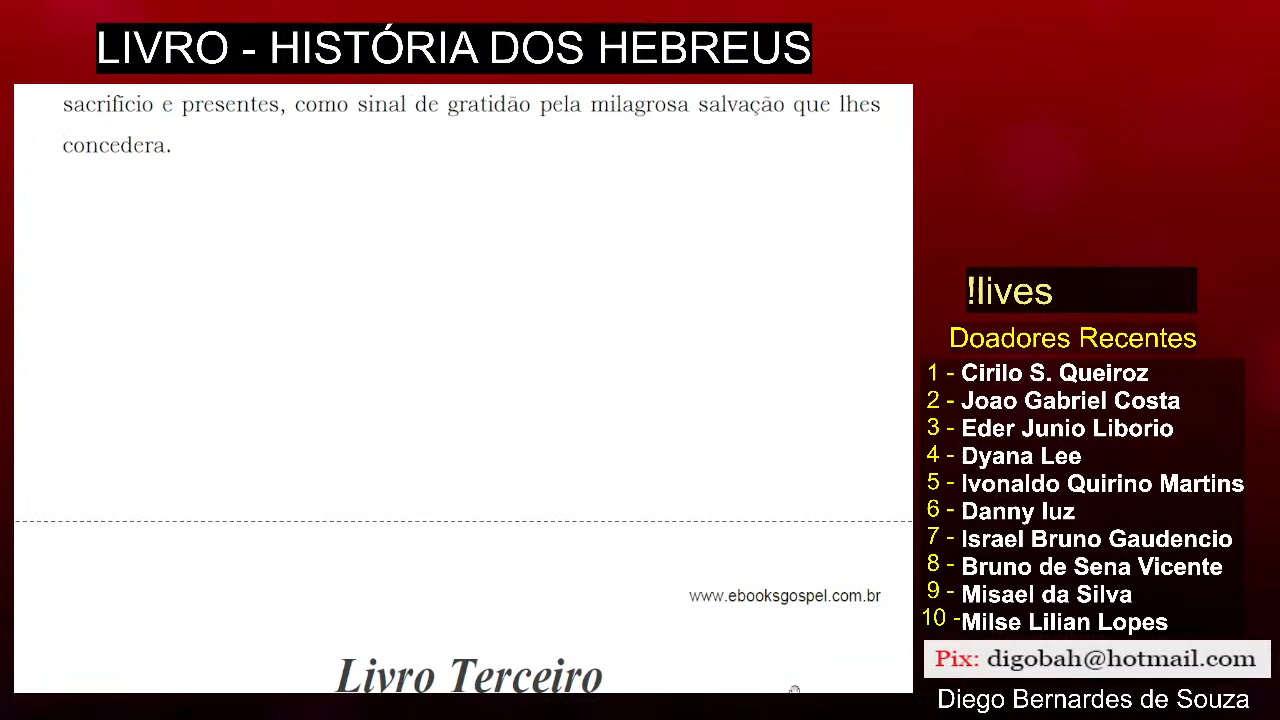 LIVRO - HISTÓRIA DOS HEBREUS
sacrifício e presentes, como sinal de gratidão pela milagrosa salvação que lhes
concedera.
www.ebooksgospel.com.br
Livro Terceiro
!lives
Doadores Recentes
1 - Cirilo S. Queiroz
2 - Joao Gabriel Costa
3 - Eder Junio Liborio
4 - Dyana Lee
5 - Ivonaldo Quirino Martins
6 - Danny luz
7 - Israel Bruno Gaudencio
8 - Bruno de Sena Vicente
9 - Misael da Silva
10 - Milse Lilian Lopes
Pix: digobah@hotmail.com
Diego Bernardes de Souza